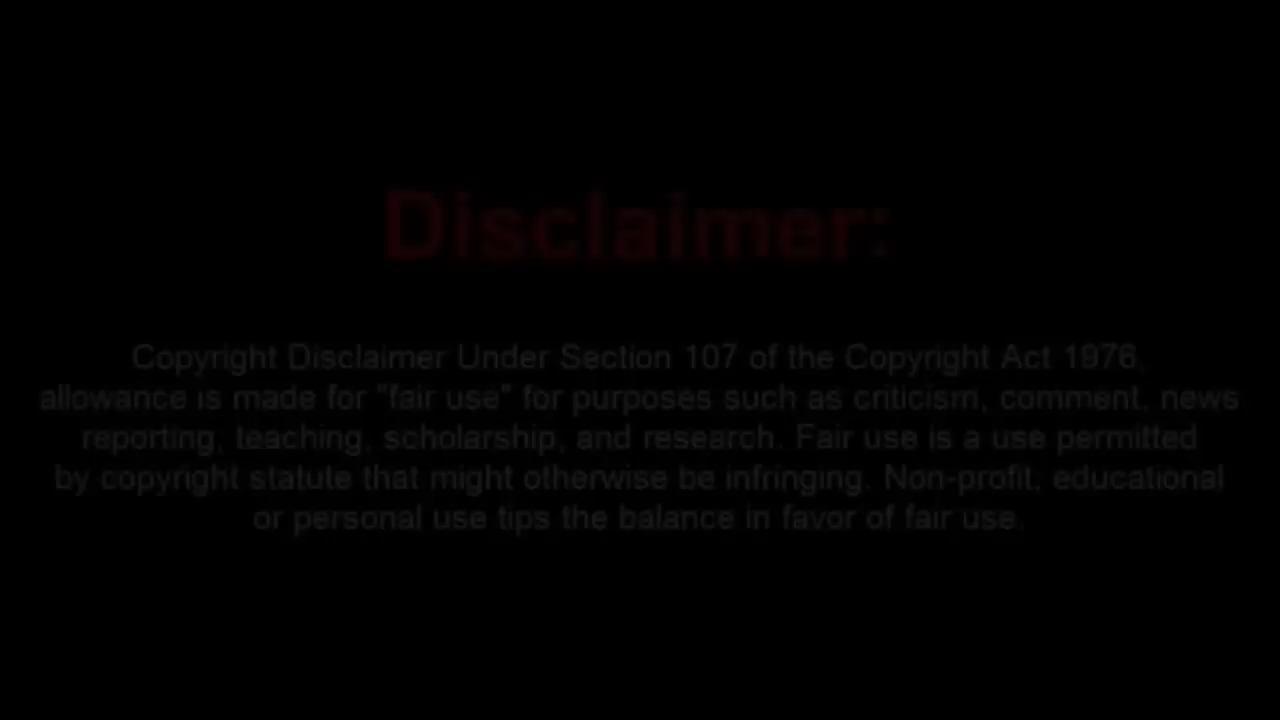 Disclaimer:
Copyright Disclaimer Under Section 107 of the Copyright Act 1976,
allowance is made for "fair use" for purposes such as criticism, comment, news
reporting, teaching, scholarship, and research. Fair use is a use permitted
by copyright statute that might otherwise be infringing. Non-profit, educational
or personal use tips the balance in favor of fair use.